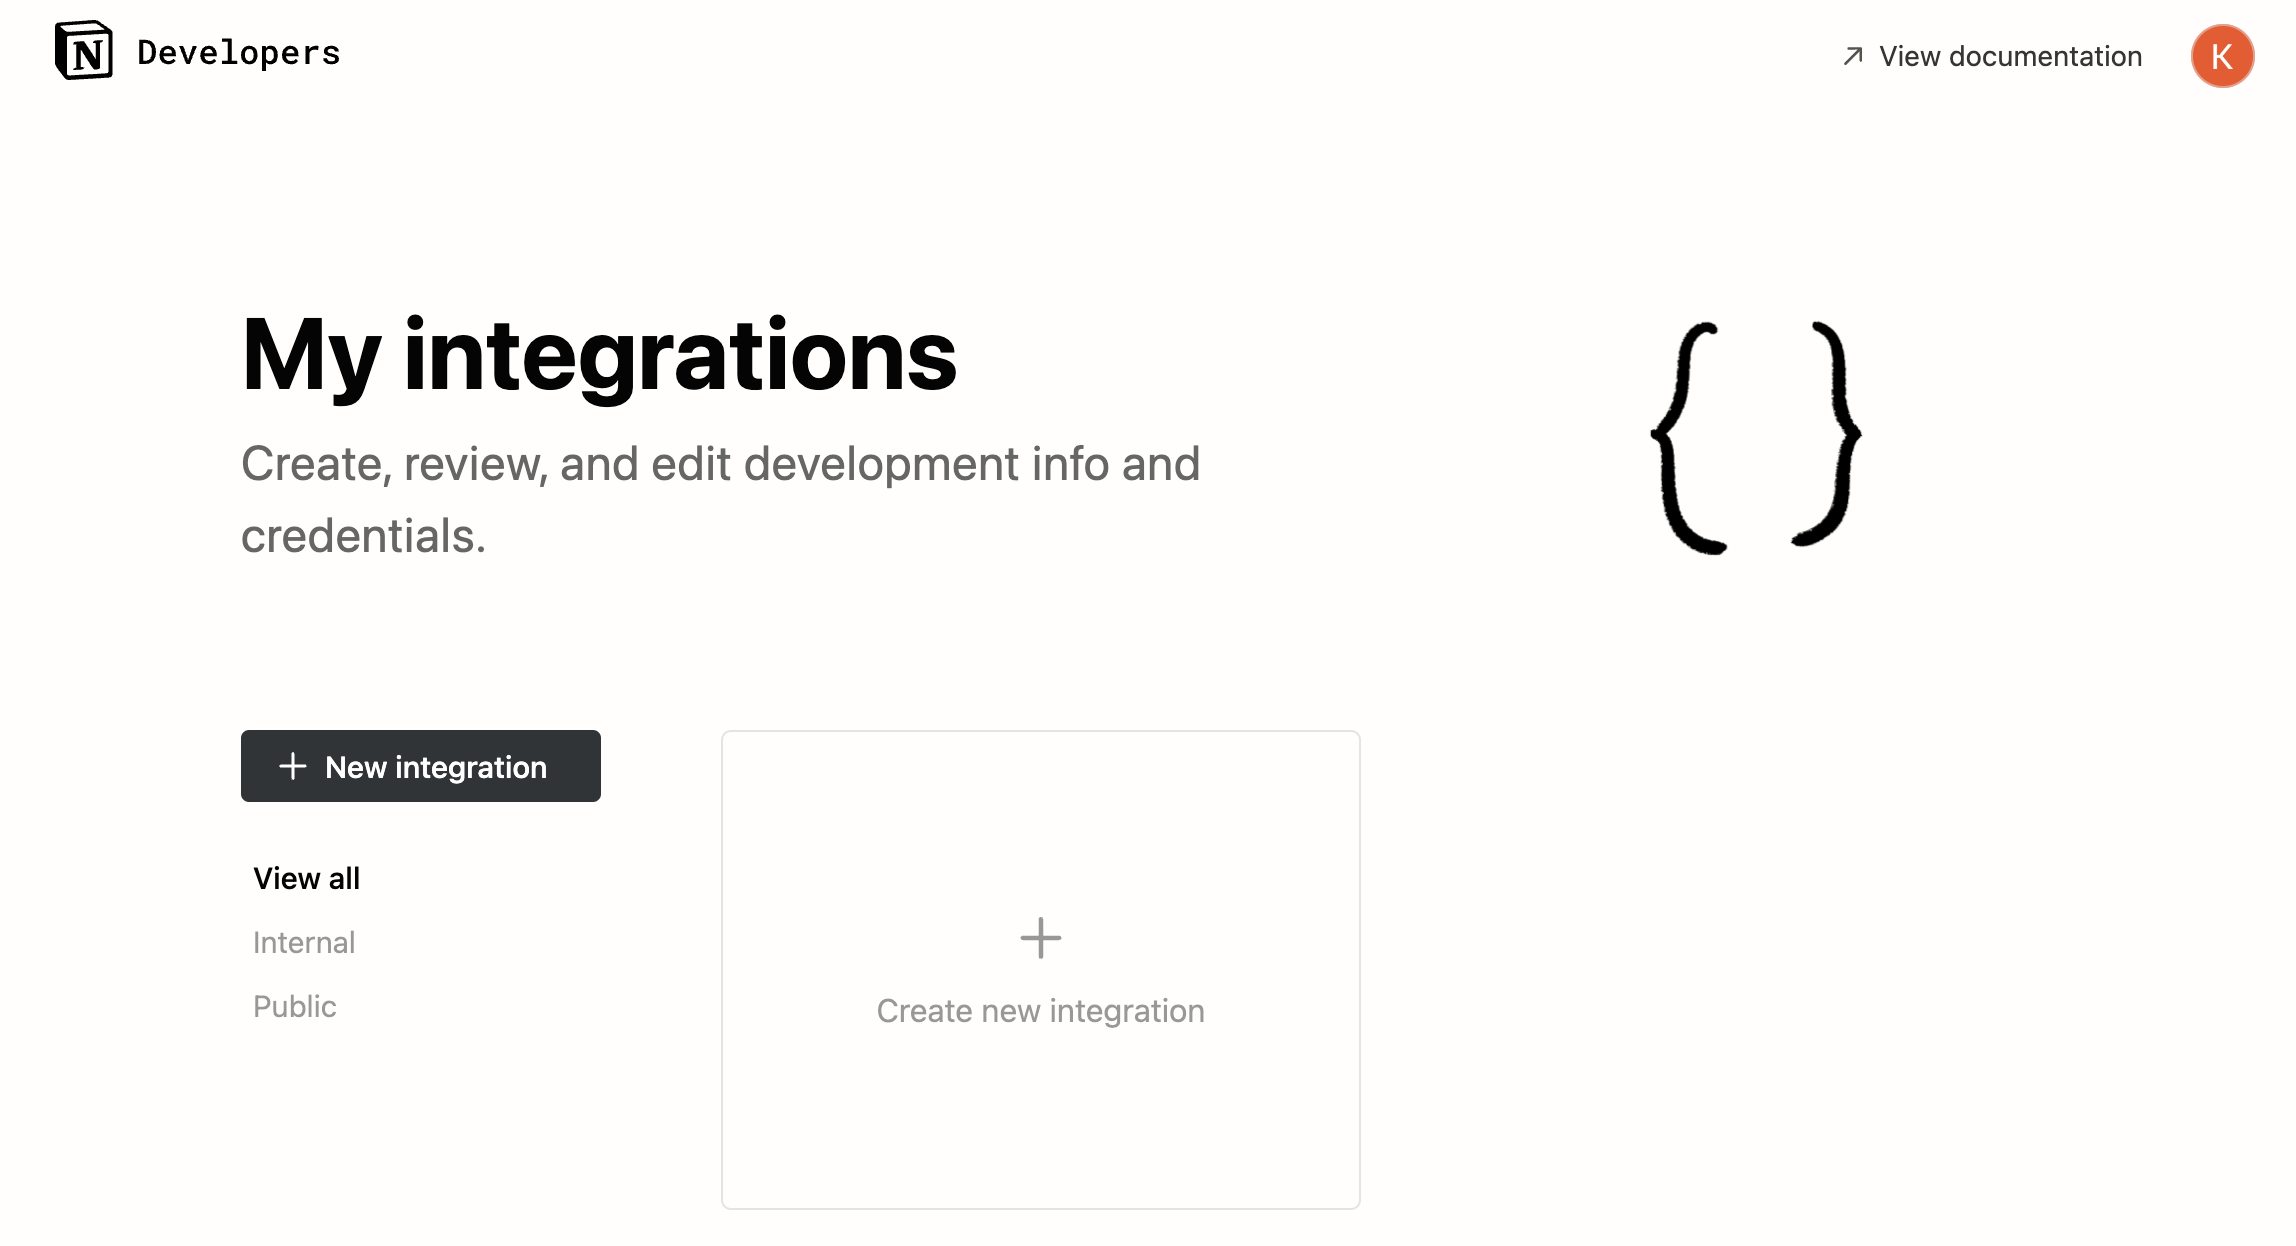 N Developers
View documentation
K
My integrations
Create, review, and edit development info and
credentials.
{ }
New integration
View all
Internal
Public
Create new integration